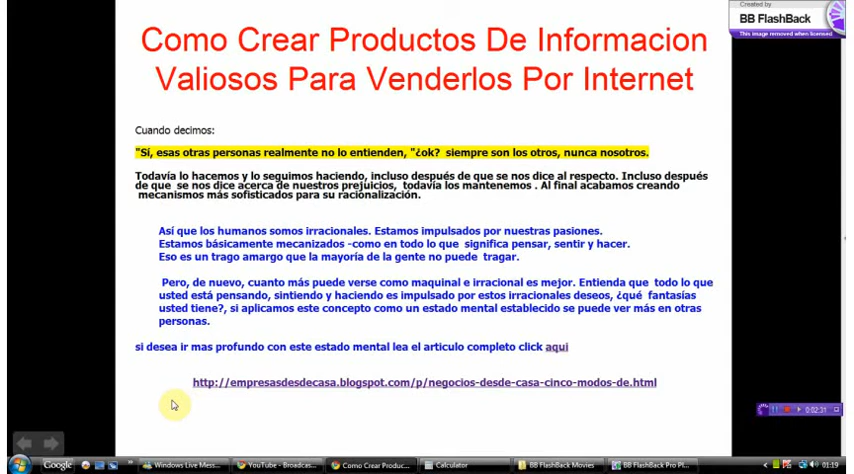 Created by
BB FlashBack
This image removed when licensed
Como Crear Productos De Informacion
Valiosos Para Venderlos Por Internet
Cuando decimos:
"Sí, esas otras personas realmente no lo entienden, "¿ok? siempre son los otros, nunca nosotros.
Todavía lo hacemos y lo seguimos haciendo, incluso después de que se nos dice al respecto. Incluso después
de que se nos dice acerca de nuestros prejuicios, todavía los mantenemos . Al final acabamos creando
mecanismos más sofisticados para su racionalización.
Así que los humanos somos irracionales. Estamos impulsados por nuestras pasiones.
Estamos básicamente mecanizados -como en todo lo que significa pensar, sentir y hacer.
Eso es un trago amargo que la mayoría de la gente no puede tragar.
Pero, de nuevo, cuanto más puede verse como maquinal e irracional es mejor. Entienda que todo lo que
usted está pensando, sintiendo y haciendo es impulsado por estos irracionales deseos, ¿qué fantasías
usted tiene?, si aplicamos este concepto como un estado mental establecido se puede ver más en otras
personas.
si desea ir mas profundo con este estado mental lea el articulo completo click aqui
http://empresasdesdecasa.blogspot.com/p/negocios-desde-casa-cinco-modos-de.html
0:02:31
Google
Windows Live Mess...
YouTube - Broadcas...
Como Crear Produc...
Calculator
BB FlashBack Movies
BB FlashBack Pro Pl...
01:19